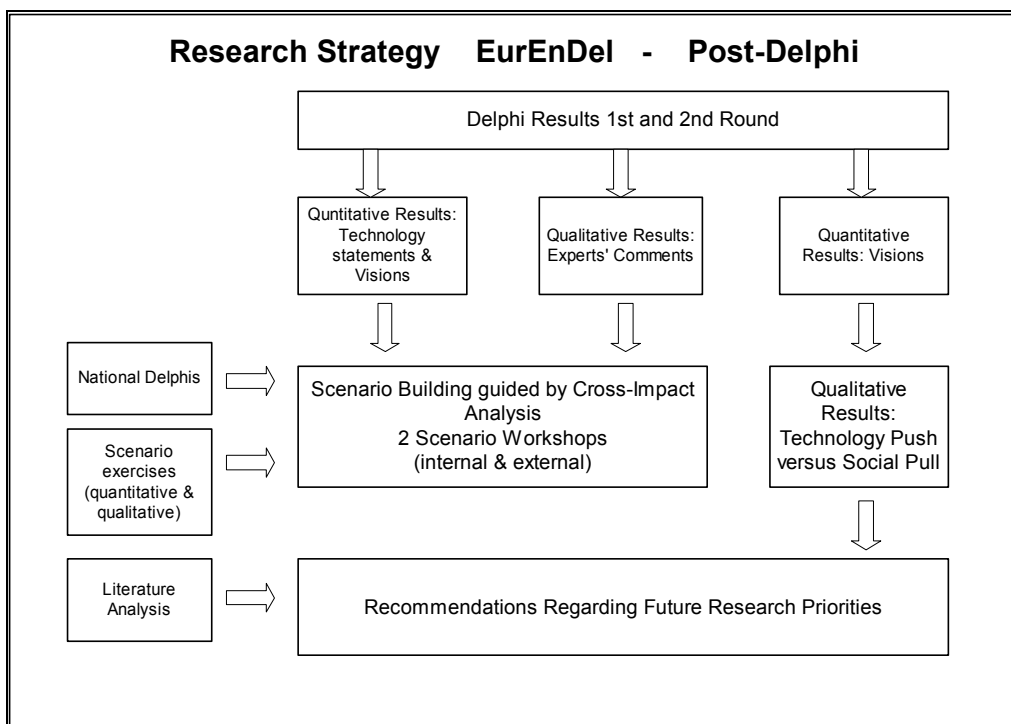 Research Strategy EurEnDel - Post-Delphi
Delphi Results 1st and 2nd Round
Quntitative Results:
Technology
statements &
Visions
Qualitative Results:
Experts' Comments
Quantitative
Results: Visions
National Delphis
Scenario
exercises
(quantitative &
qualitative)
Scenario Building guided by Cross-Impact
Analysis
2 Scenario Workshops
(internal & external)
Qualitative
Results:
Technology Push
versus Social Pull
Literature
Analysis
Recommendations Regarding Future Research Priorities